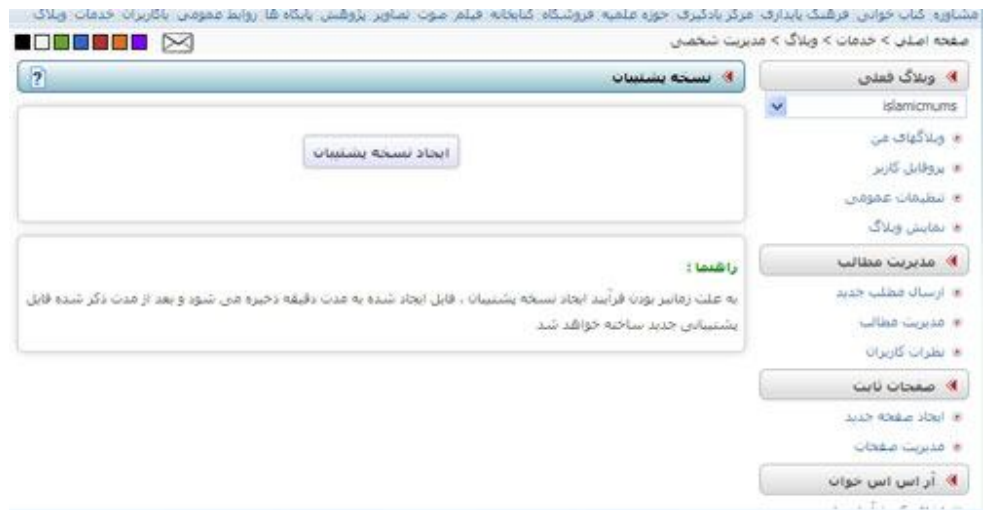 مشاوره کتاب خوانی فرهنگ پایداری مرکز یادگیری حوزه علمیه فروشگاه کتابخانه فیلم صوت تصاویر پژوهش پایگاه ها روابط عمومی باکاربران خدمات وبلاگ
صفحه اصلی > خدمات > وبلاگ > مدیریت شخصی
وبلاگ فعلی
islamicmums
وبلاگهای من
پروفایل کاربر
تنظیمات عمومی
نمایش وبلاگ
مدیریت مطالب
ارسال مطلب جدید
مدیریت مطالب
نظرات کاربران
صفحات ثابت
ایجاد صفحه جدید
مدیریت صفحات
آر اس اس خوان
نسخه پشتیبان
?
ایجاد نسخه پشتیبان
راهنما :
به علت زمانبر بودن فرآیند ایجاد نسخه پشتیبان ، فایل ایجاد شده به مدت دقیقه ذخیره می شود و بعد از مدت ذکر شده فایل
پشتیبانی جدید ساخته خواهد شد